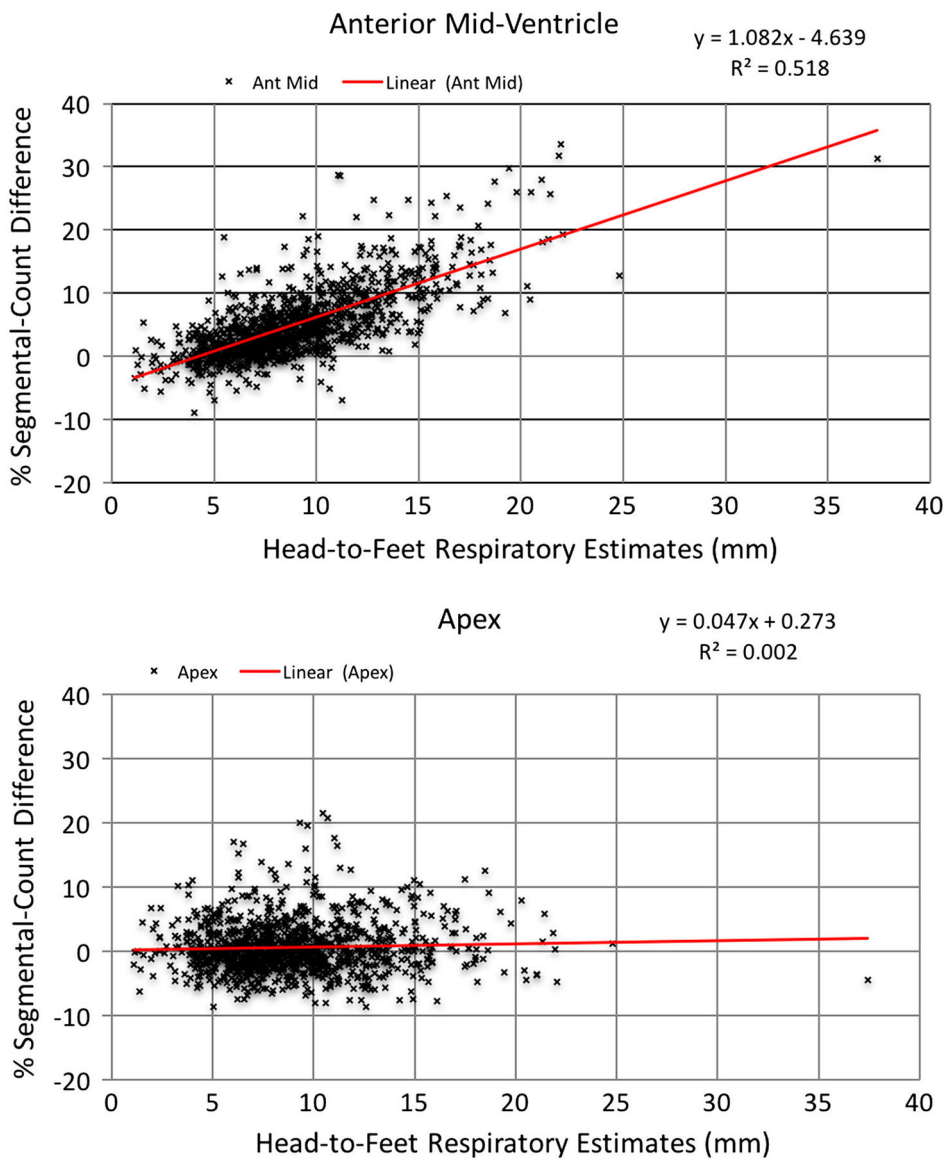 Anterior Mid-Ventricle
y = 1.082x - 4.639
R² = 0.518
Ant Mid
Linear (Ant Mid)
% Segmental-Count Difference
40
30
20
10
0
-10
-20
0 5 10 15 20 25 30 35 40
Head-to-Feet Respiratory Estimates (mm)
Apex
y = 0.047x + 0.273
R² = 0.002
Apex
Linear (Apex)
% Segmental-Count Difference
40
30
20
10
0
-10
-20
0 5 10 15 20 25 30 35 40
Head-to-Feet Respiratory Estimates (mm)